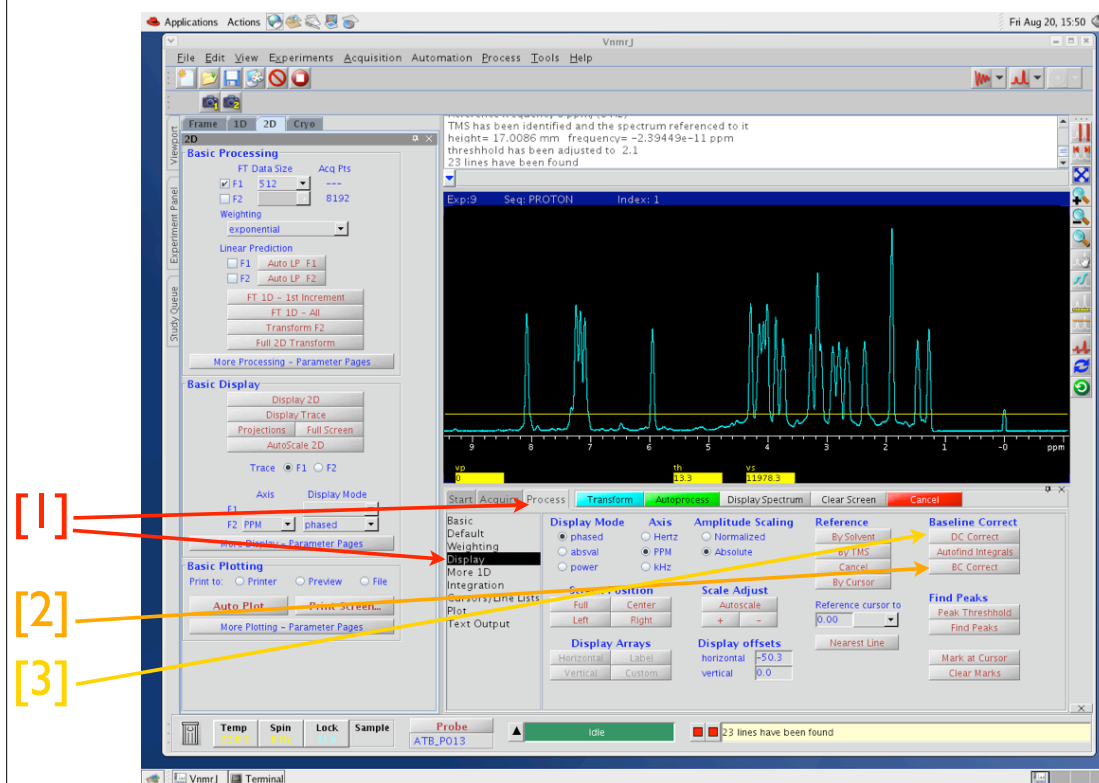 Applications Actions
Fri Aug 20, 15:50
VnmrJ
File Edit View Experiments Acquisition Automation Process Tools Help
Viewport
Experiment Panel
Study Queue
Frame 1D 2D Cryo
2D
Basic Processing
FT Data Size Acq Pts
F1 512 ---
F2 8192
Weighting
exponential
Linear Prediction
F1 Auto LP F1
F2 Auto LP F2
FT 1D - 1st Increment
FT 1D - All
Transform F2
Full 2D Transform
More Processing - Parameter Pages
Basic Display
Display 2D
Display Trace
Projections Full Screen
AutoScale 2D
Trace F1 F2
Axis Display Mode
F1
F2 PPM phased
More Display - Parameter Pages
Basic Plotting
Print to: Printer Preview File
Auto Plot Print Screen...
More Plotting - Parameter Pages
TMS has been identified and the spectrum referenced to it
height= 17.0086 mm frequency= -2.39449e-11 ppm
threshhold has been adjusted to 2.1
23 lines have been found
Exp:9 Seq: PROTON Index: 1
9 8 7 6 5 4 3 2 1 -0 ppm
vp th vs
0 13.3 11978.3
Start Acquire Process Transform Autoprocess Display Spectrum Clear Screen Cancel
Basic
Default
Weighting
Display
More 1D
Integration
Cursors/Line Lists
Plot
Text Output
Display Mode Axis Amplitude Scaling
phased Hertz Normalized
absval PPM Absolute
power kHz
Screen Position Scale Adjust
Full Center Autoscale
Left Right + -
Display Arrays Display offsets
Horizontal Label horizontal -50.3
Vertical Custom vertical 0.0
Reference
By Solvent
By TMS
Cancel
By Cursor
Reference cursor to
0.00
Nearest Line
Baseline Correct
DC Correct
Autofind Integrals
BC Correct
Find Peaks
Peak Threshold
Find Peaks
Mark at Cursor
Clear Marks
[1]
[2]
[3]
Temp Spin Lock Sample
Probe
ATB_P013
Idle
23 lines have been found
VnmrJ Terminal